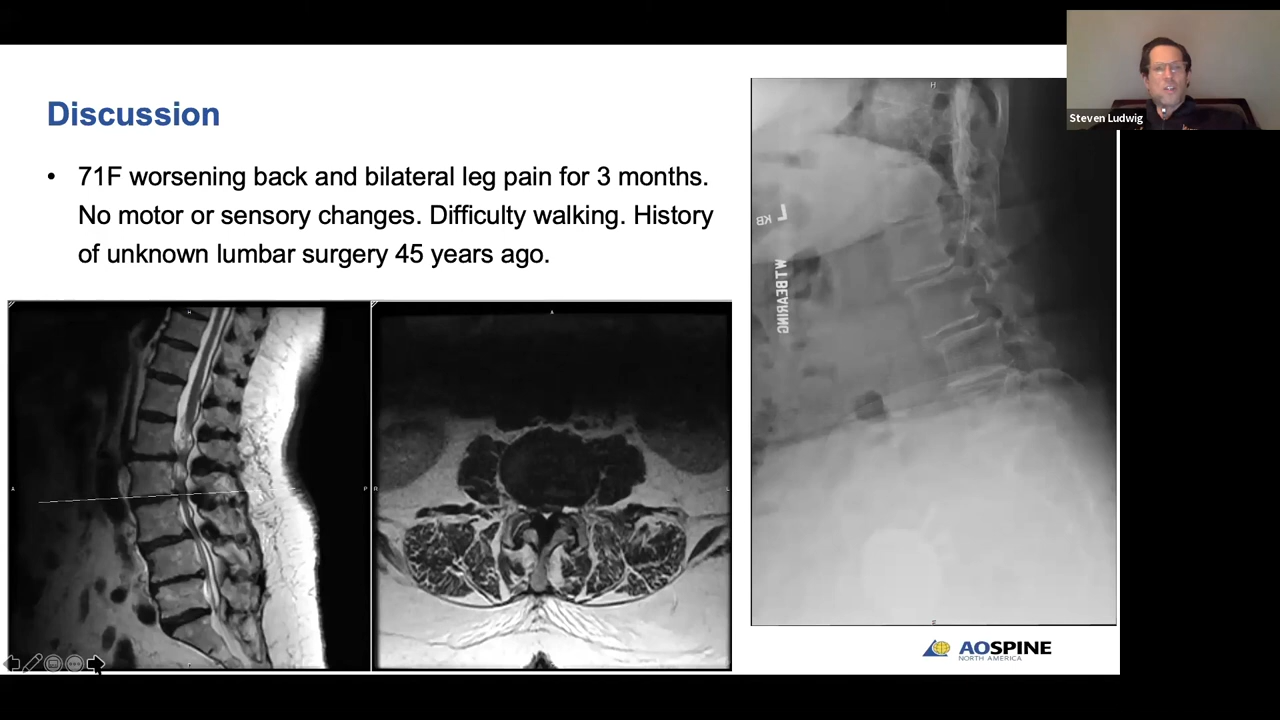 Steven Ludwig
Discussion
• 71F worsening back and bilateral leg pain for 3 months.
No motor or sensory changes. Difficulty walking. History
of unknown lumbar surgery 45 years ago.
H
L
KB
WTBEARING
A
P
A
R
L
AOSPINE
NORTH AMERICA